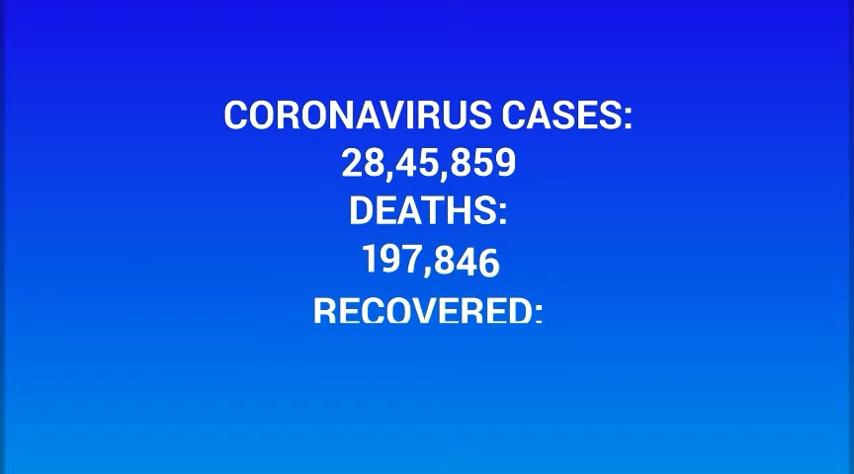 CORONAVIRUS CASES:
28,45,859
DEATHS:
197,846
RECOVERED: